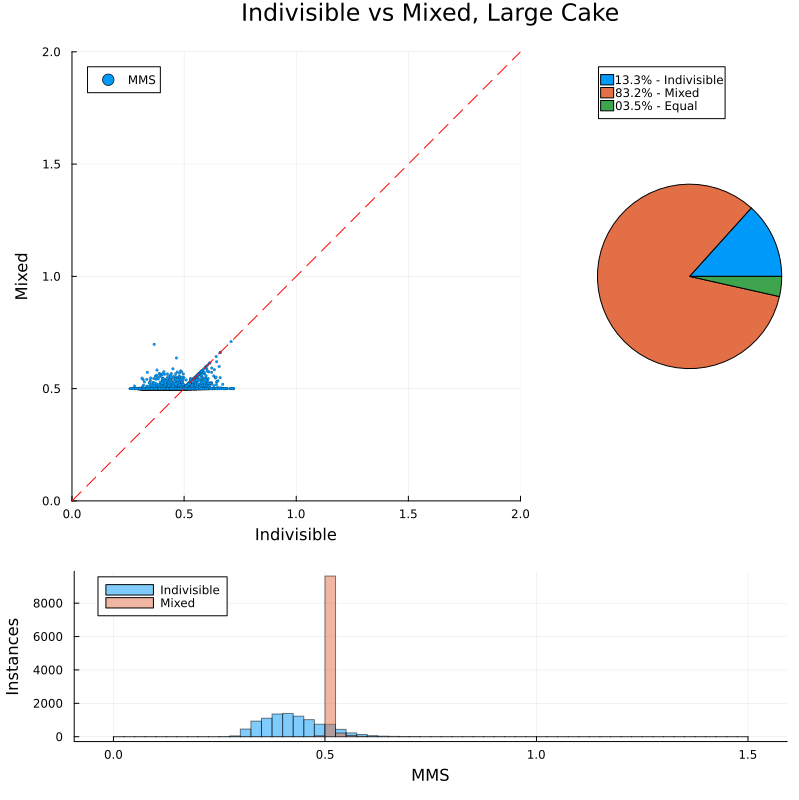 Indivisible vs Mixed, Large Cake
2.0
1.5
1.0
0.5
0.0
Mixed
MMS
0.0 0.5 1.0 1.5 2.0
Indivisible
13.3% - Indivisible
83.2% - Mixed
03.5% - Equal
8000
6000
4000
2000
0
Instances
Indivisible
Mixed
0.0 0.5 1.0 1.5
MMS